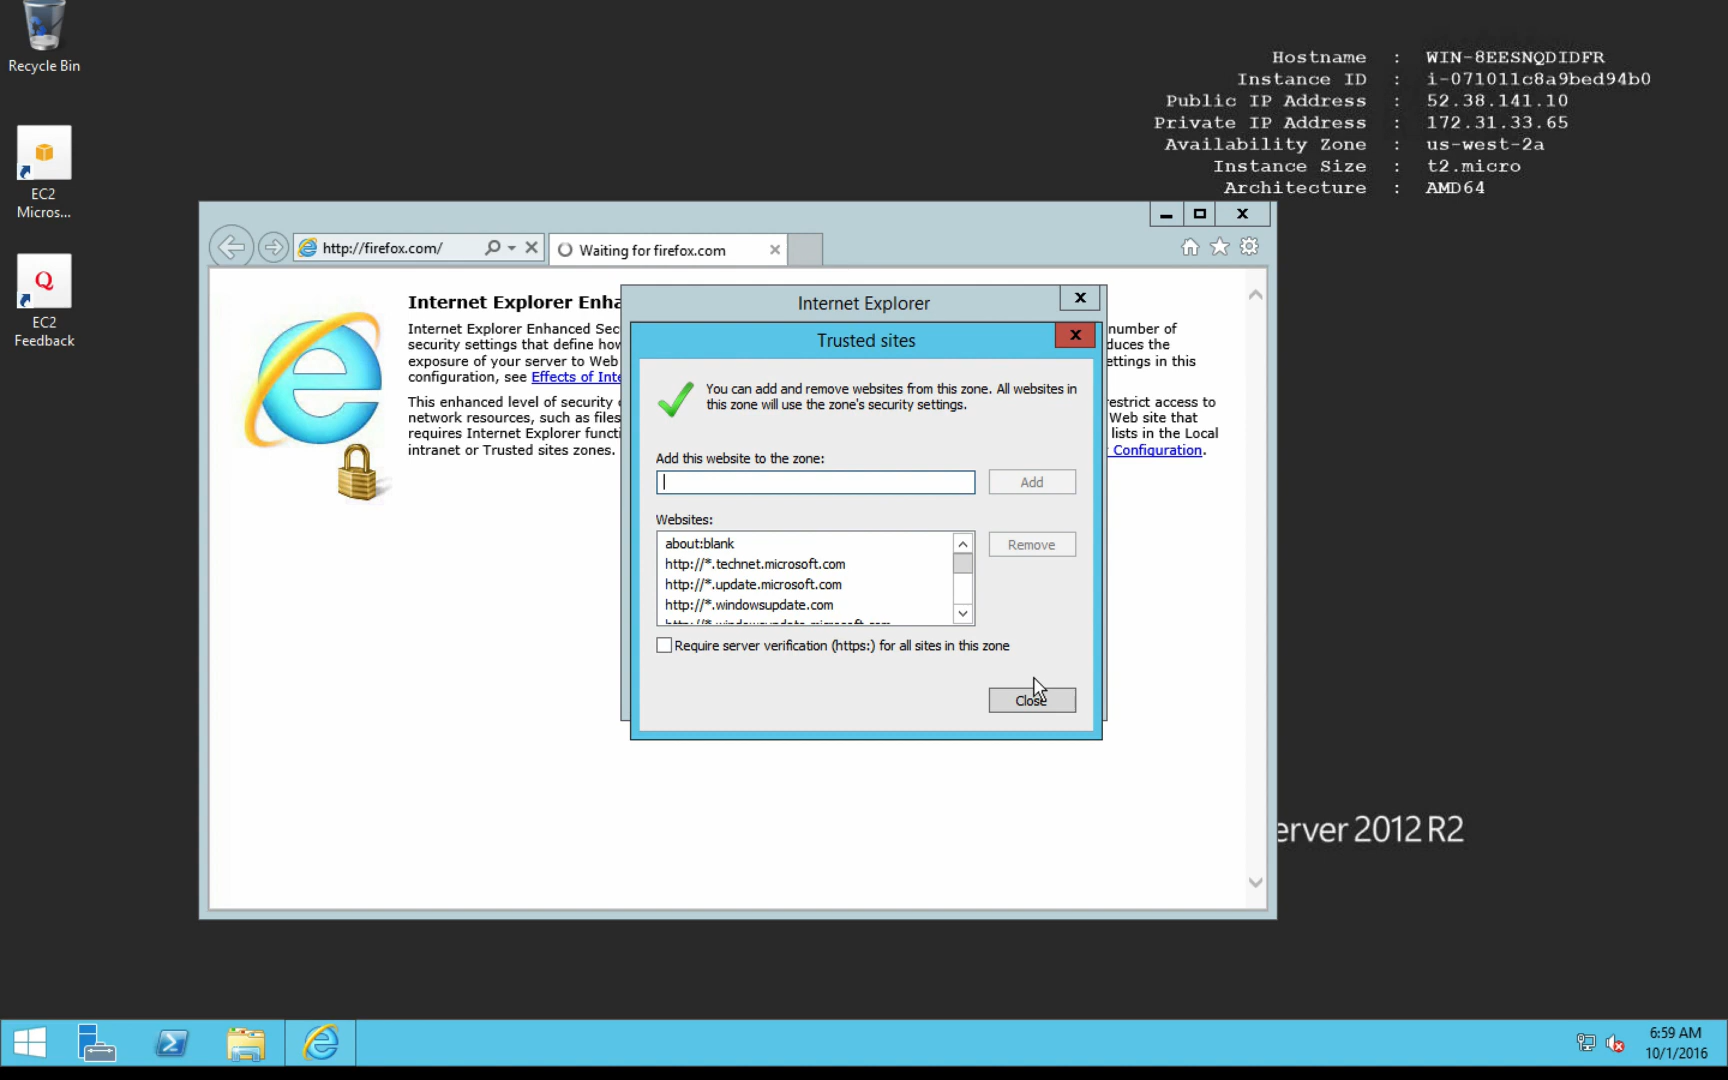 Recycle Bin
EC2
Micros...
EC2
Feedback
Hostname : WIN-8EESNQDIDFR
Instance ID : i-071011c8a9bed94b0
Public IP Address : 52.38.141.10
Private IP Address : 172.31.33.65
Availability Zone : us-west-2a
Instance Size : t2.micro
Architecture : AMD64
http://firefox.com/
Waiting for firefox.com
Internet Explorer Enha
Internet Explorer Enhanced Sec
number of
security settings that define how
duces the
exposure of your server to Web
ettings in this
configuration, see Effects of Inte
This enhanced level of security
estrict access to
network resources, such as files
Web site that
requires Internet Explorer functi
lists in the Local
intranet or Trusted sites zones.
Configuration.
Internet Explorer
Trusted sites
You can add and remove websites from this zone. All websites in
this zone will use the zone's security settings.
Add this website to the zone:
Add
Websites:
about:blank
http://*.technet.microsoft.com
http://*.update.microsoft.com
http://*.windowsupdate.com
http://*.windowsupdate.microsoft.com
Remove
Require server verification (https:) for all sites in this zone
Close
erver 2012 R2
6:59 AM
10/1/2016